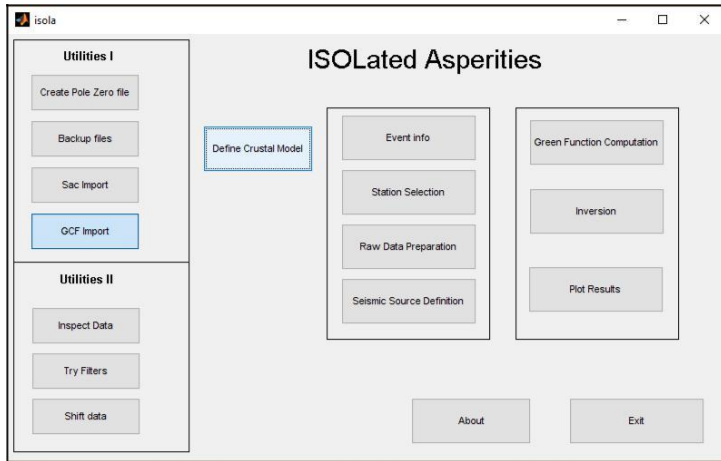 isola
Utilities I
Create Pole Zero file
Backup files
Sac Import
GCF Import
Utilities II
Inspect Data
Try Filters
Shift data
ISOLated Asperities
Define Crustal Model
Event info
Station Selection
Raw Data Preparation
Seismic Source Definition
Green Function Computation
Inversion
Plot Results
About
Exit